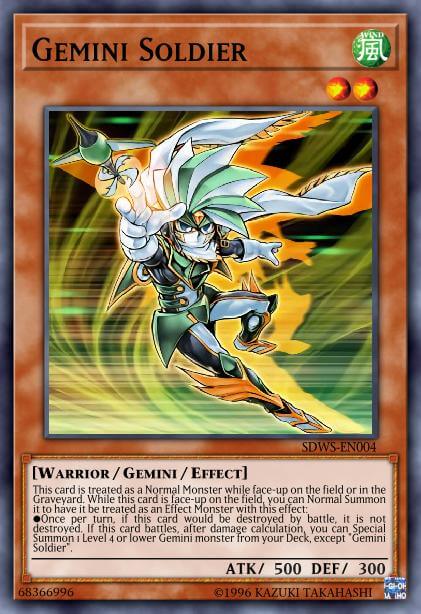 GEMINI SOLDIER
WIND
風
SDWS-EN004
[WARRIOR / GEMINI / EFFECT]
This card is treated as a Normal Monster while face-up on the field or in the
Graveyard. While this card is face-up on the field, you can Normal Summon
it to have it be treated as an Effect Monster with this effect:
●Once per turn, if this card would be destroyed by battle, it is not
destroyed. If this card battles, after damage calculation, you can Special
Summon 1 Level 4 or lower Gemini monster from your Deck, except "Gemini
Soldier".
ATK/ 500 DEF/ 300
68366996
©1996 KAZUKI TAKAHASHI